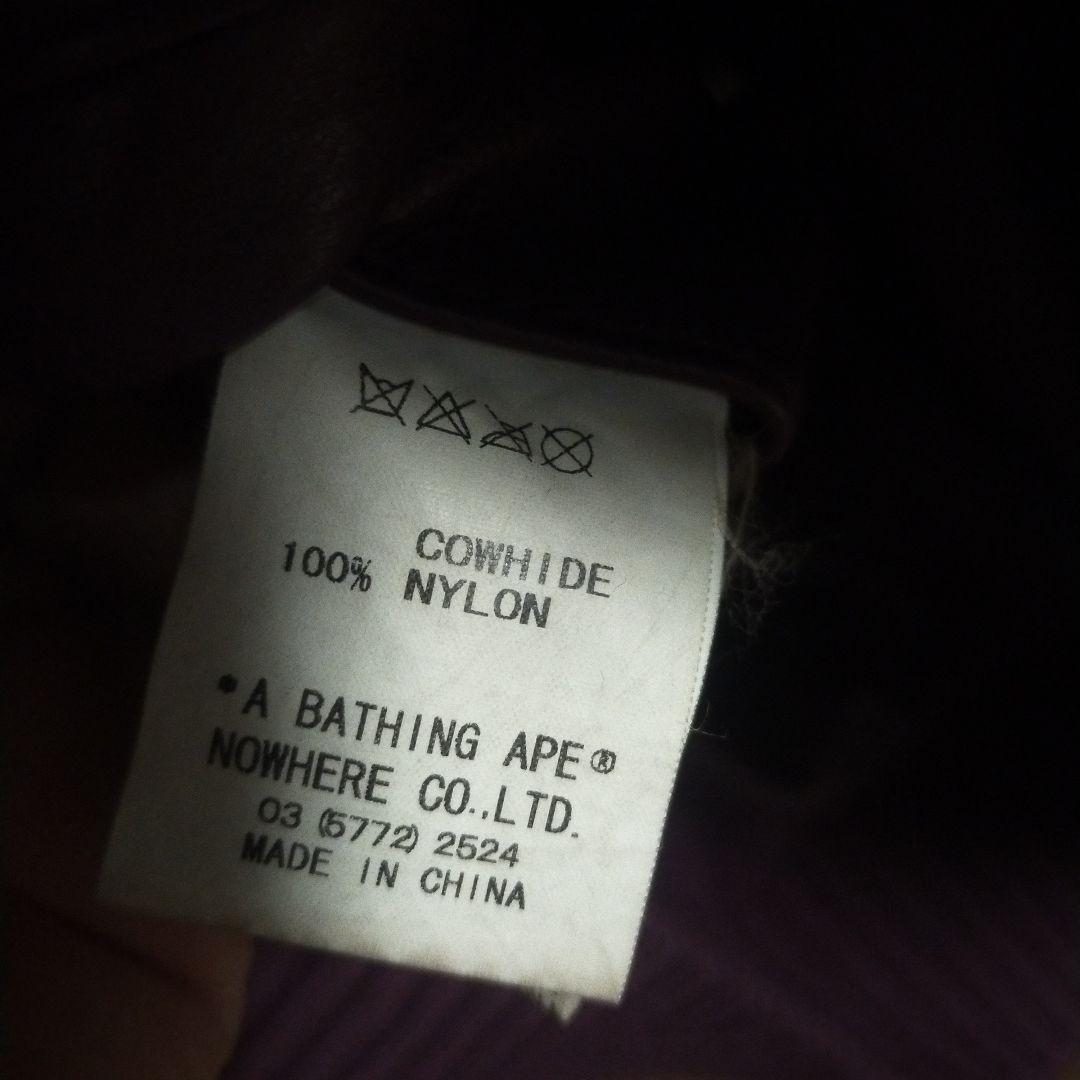 COWHIDE
100% NYLON
*A BATHING APE®
NOWHERE CO.,LTD.
03 (5772) 2524
MADE IN CHINA